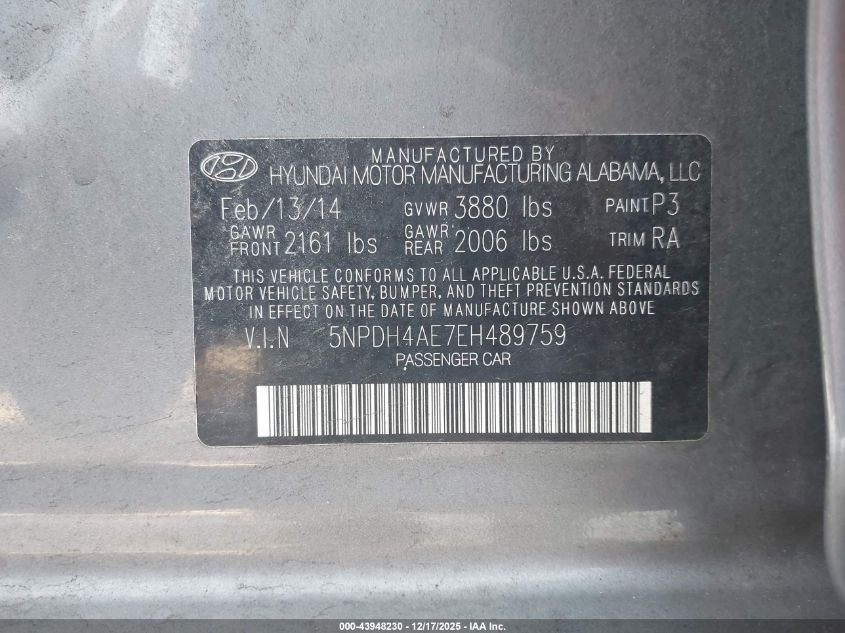 MANUFACTURED BY
HYUNDAI MOTOR MANUFACTURING ALABAMA, LLC
Feb/13/14 GVWR 3880 lbs PAINT P3
GAWR FRONT 2161 lbs GAWR REAR 2006 lbs TRIM RA
THIS VEHICLE CONFORMS TO ALL APPLICABLE U.S.A. FEDERAL
MOTOR VEHICLE SAFETY, BUMPER, AND THEFT PREVENTION STANDARDS
IN EFFECT ON THE DATE OF MANUFACTURE SHOWN ABOVE
V.I.N 5NPDH4AE7EH489759
PASSENGER CAR
000-43948230 - 12/17/2025 - IAA Inc.